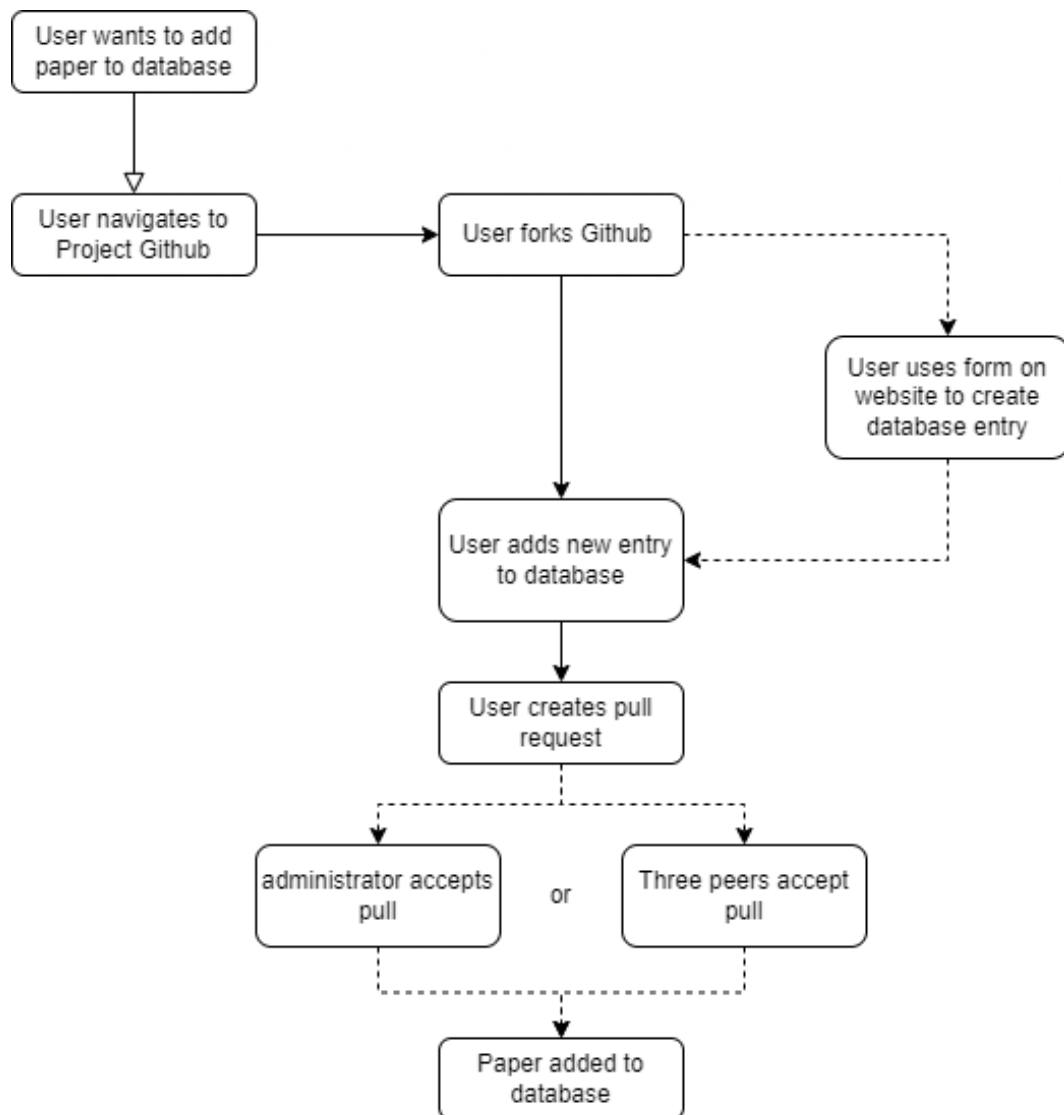 User wants to add
paper to database
User navigates to
Project Github
User forks Github
User uses form on
website to create
database entry
User adds new entry
to database
User creates pull
request
administrator accepts
pull
or
Three peers accept
pull
Paper added to
database